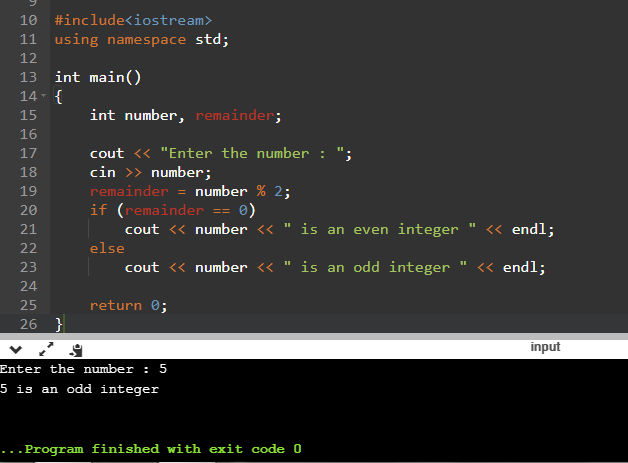 9
10 #include<iostream>
11 using namespace std;
12
13 int main()
14 {
15     int number, remainder;
16
17     cout << "Enter the number : ";
18     cin >> number;
19     remainder = number % 2;
20     if (remainder == 0)
21         cout << number << " is an even integer " << endl;
22     else
23         cout << number << " is an odd integer " << endl;
24
25     return 0;
26 }
input
Enter the number : 5
5 is an odd integer
...Program finished with exit code 0